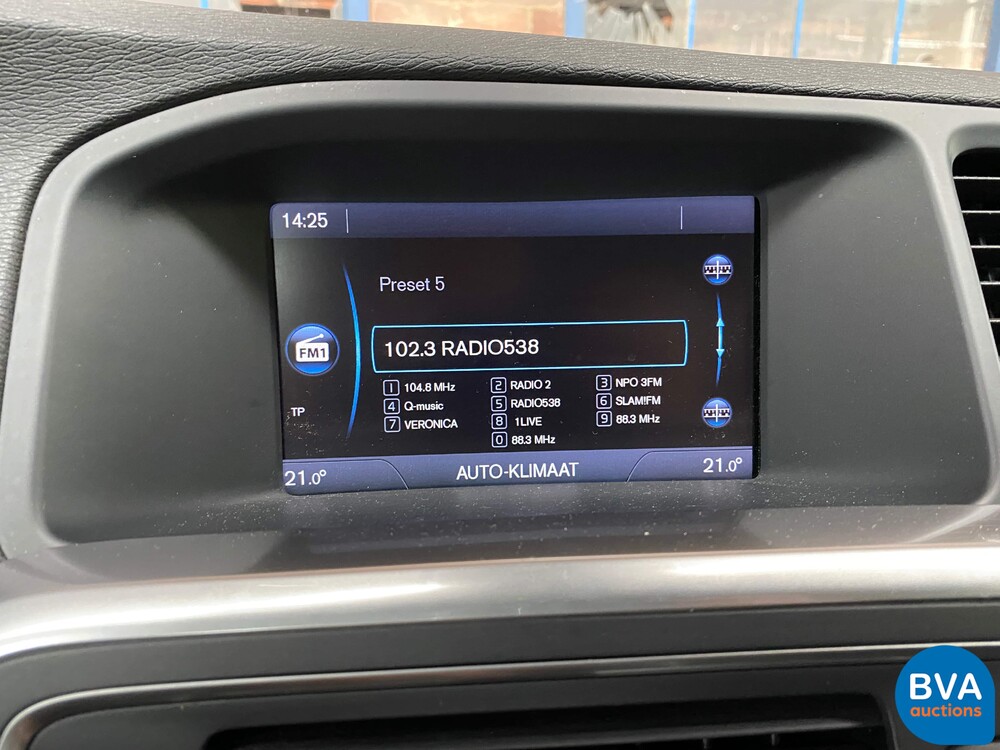 14:25
Preset 5
FM1
102.3 RADIO538
1 104.8 MHz 2 RADIO 2 3 NPO 3FM
4 Q-music 5 RADIO538 6 SLAM!FM
7 VERONICA 8 1LIVE 9 88.3 MHz
0 88.3 MHz
TP
21.0° AUTO-KLIMAAT 21.0°
BVA
auctions